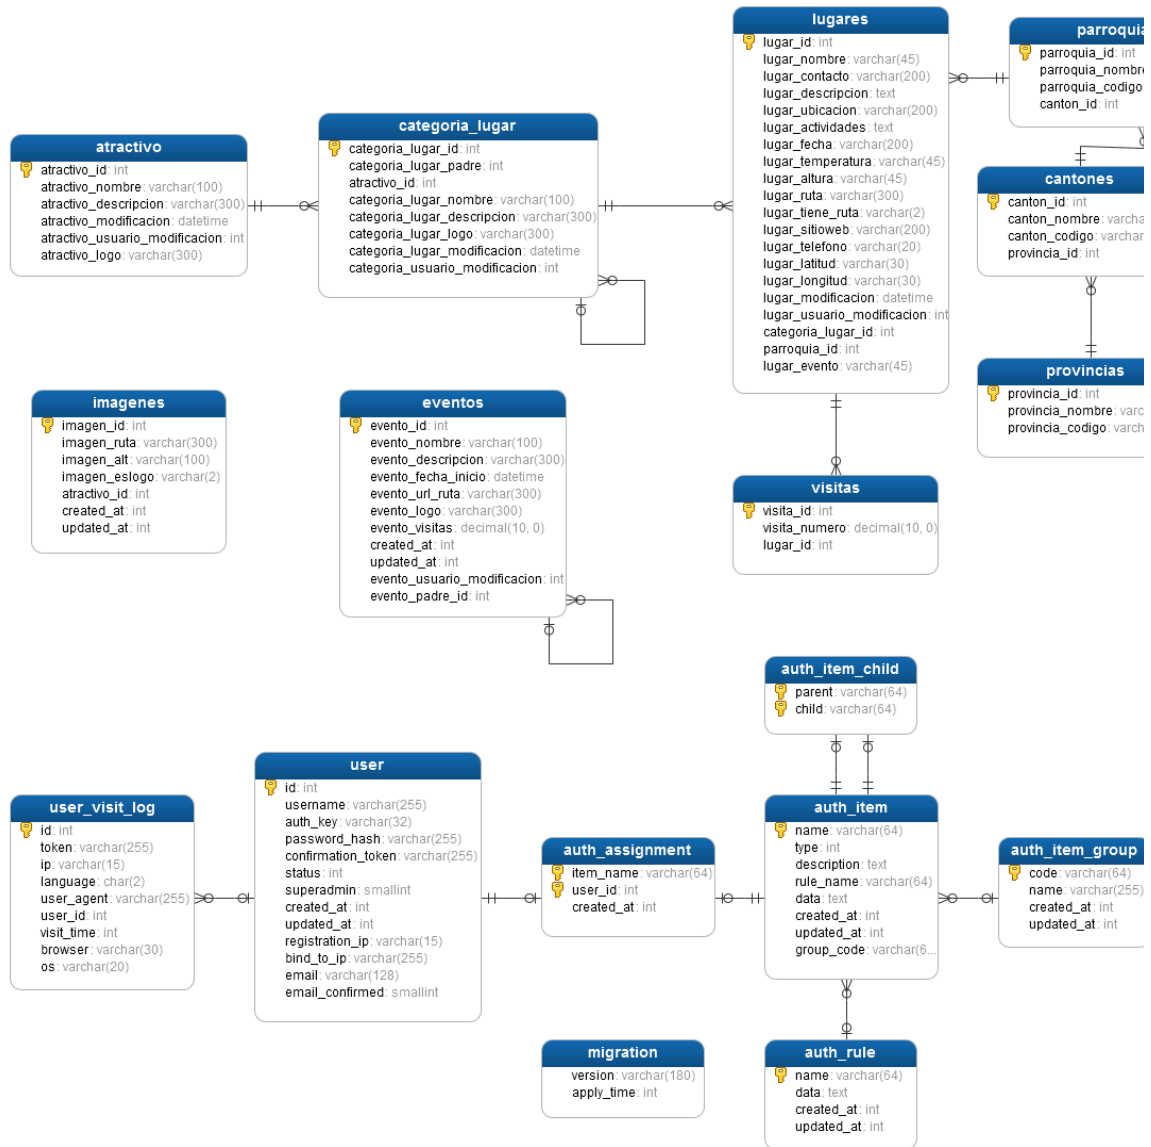 atractivo
atractivo_id: int
atractivo_nombre: varchar(100)
atractivo_descripcion: varchar(300)
atractivo_modificacion: datetime
atractivo_usuario_modificacion: int
atractivo_logo: varchar(300)
categoria_lugar
categoria_lugar_id: int
categoria_lugar_padre: int
atractivo_id: int
categoria_lugar_nombre: varchar(100)
categoria_lugar_descripcion: varchar(300)
categoria_lugar_logo: varchar(300)
categoria_lugar_modificacion: datetime
categoria_usuario_modificacion: int
lugares
lugar_id: int
lugar_nombre: varchar(45)
lugar_contacto: varchar(200)
lugar_descripcion: text
lugar_ubicacion: varchar(200)
lugar_actividades: text
lugar_fecha: varchar(200)
lugar_temperatura: varchar(45)
lugar_altura: varchar(45)
lugar_ruta: varchar(300)
lugar_tiene_ruta: varchar(2)
lugar_sitioweb: varchar(200)
lugar_telefono: varchar(20)
lugar_latitud: varchar(30)
lugar_longitud: varchar(30)
lugar_modificacion: datetime
lugar_usuario_modificacion: int
categoria_lugar_id: int
parroquia_id: int
lugar_evento: varchar(45)
parroquia
parroquia_id: int
parroquia_nombre
parroquia_codigo
canton_id: int
cantones
canton_id: int
canton_nombre: varcha
canton_codigo: varchar
provincia_id: int
provincias
provincia_id: int
provincia_nombre: varc
provincia_codigo: varch
imagenes
imagen_id: int
imagen_ruta: varchar(300)
imagen_alt: varchar(100)
imagen_eslogo: varchar(2)
atractivo_id: int
created_at: int
updated_at: int
eventos
evento_id: int
evento_nombre: varchar(100)
evento_descripcion: varchar(300)
evento_fecha_inicio: datetime
evento_url_ruta: varchar(300)
evento_logo: varchar(300)
evento_visitas: decimal(10, 0)
created_at: int
updated_at: int
evento_usuario_modificacion: int
evento_padre_id: int
visitas
visita_id: int
visita_numero: decimal(10, 0)
lugar_id: int
auth_item_child
parent: varchar(64)
child: varchar(64)
user_visit_log
id: int
token: varchar(255)
ip: varchar(15)
language: char(2)
user_agent: varchar(255)
user_id: int
visit_time: int
browser: varchar(30)
os: varchar(20)
user
id: int
username: varchar(255)
auth_key: varchar(32)
password_hash: varchar(255)
confirmation_token: varchar(255)
status: int
superadmin: smallint
created_at: int
updated_at: int
registration_ip: varchar(15)
bind_to_ip: varchar(255)
email: varchar(128)
email_confirmed: smallint
auth_assignment
item_name: varchar(64)
user_id: int
created_at: int
auth_item
name: varchar(64)
type: int
description: text
rule_name: varchar(64)
data: text
created_at: int
updated_at: int
group_code: varchar(6...
auth_item_group
code: varchar(64)
name: varchar(255)
created_at: int
updated_at: int
migration
version: varchar(180)
apply_time: int
auth_rule
name: varchar(64)
data: text
created_at: int
updated_at: int